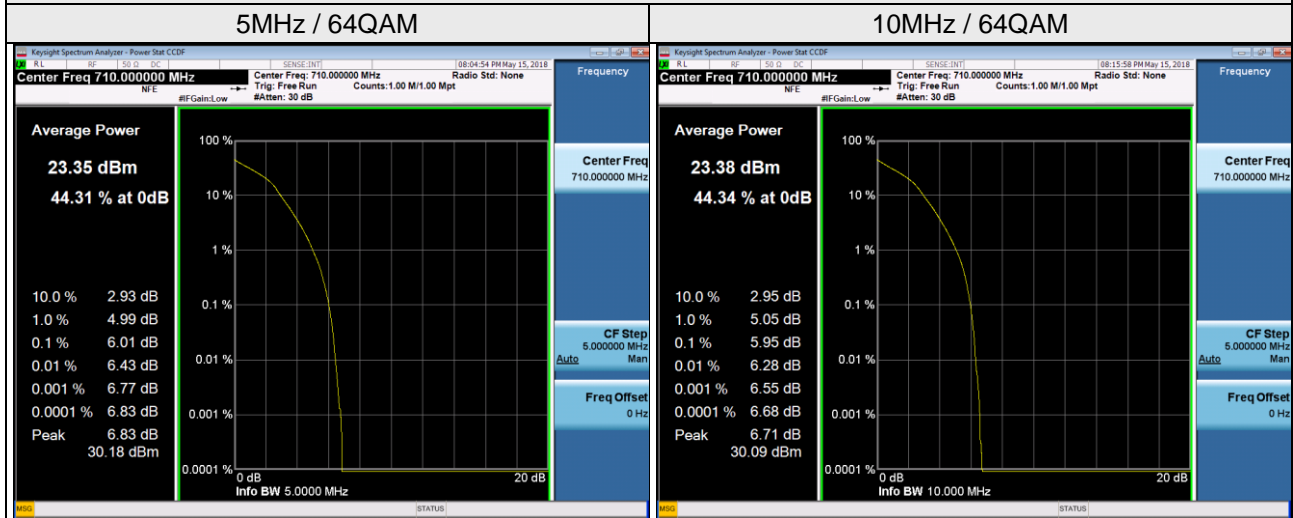 5MHz / 64QAM
Keysight Spectrum Analyzer - Power Stat CCDF
RL RF 50 Ω DC SENSE:INT 08:04:54 PM May 15, 2018
Center Freq 710.000000 MHz
Center Freq: 710.000000 MHz Radio Std: None
NFE Trig: Free Run Counts:1.00 M/1.00 Mpt
#IFGain:Low #Atten: 30 dB
Frequency
Average Power
23.35 dBm
44.31 % at 0dB
10.0 % 2.93 dB
1.0 % 4.99 dB
0.1 % 6.01 dB
0.01 % 6.43 dB
0.001 % 6.77 dB
0.0001 % 6.83 dB
Peak 6.83 dB
30.18 dBm
100 %
10 %
1 %
0.1 %
0.01 %
0.001 %
0.0001 %
0 dB 20 dB
Info BW 5.0000 MHz
Center Freq
710.000000 MHz
CF Step
5.000000 MHz
Auto Man
Freq Offset
0 Hz
MSG STATUS
10MHz / 64QAM
Keysight Spectrum Analyzer - Power Stat CCDF
RL RF 50 Ω DC SENSE:INT 08:15:58 PM May 15, 2018
Center Freq 710.000000 MHz
Center Freq: 710.000000 MHz Radio Std: None
NFE Trig: Free Run Counts:1.00 M/1.00 Mpt
#IFGain:Low #Atten: 30 dB
Frequency
Average Power
23.38 dBm
44.34 % at 0dB
10.0 % 2.95 dB
1.0 % 5.05 dB
0.1 % 5.95 dB
0.01 % 6.28 dB
0.001 % 6.55 dB
0.0001 % 6.68 dB
Peak 6.71 dB
30.09 dBm
100 %
10 %
1 %
0.1 %
0.01 %
0.001 %
0.0001 %
0 dB 20 dB
Info BW 10.000 MHz
Center Freq
710.000000 MHz
CF Step
5.000000 MHz
Auto Man
Freq Offset
0 Hz
MSG STATUS